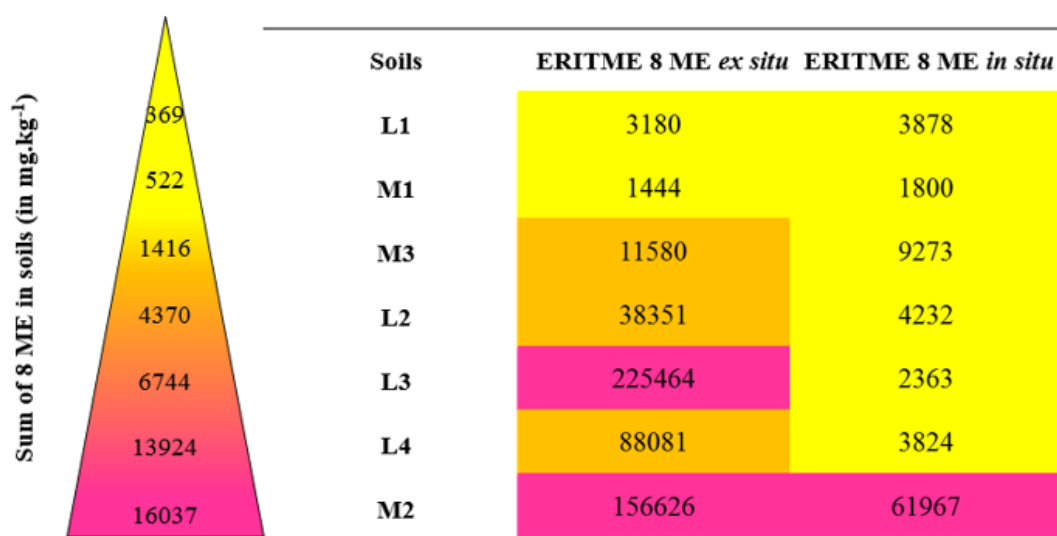 Sum of 8 ME in soils (in mg.kg-1)
Soils ERITME 8 ME ex situ ERITME 8 ME in situ
369 L1 3180 3878
522 M1 1444 1800
1416 M3 11580 9273
4370 L2 38351 4232
6744 L3 225464 2363
13924 L4 88081 3824
16037 M2 156626 61967